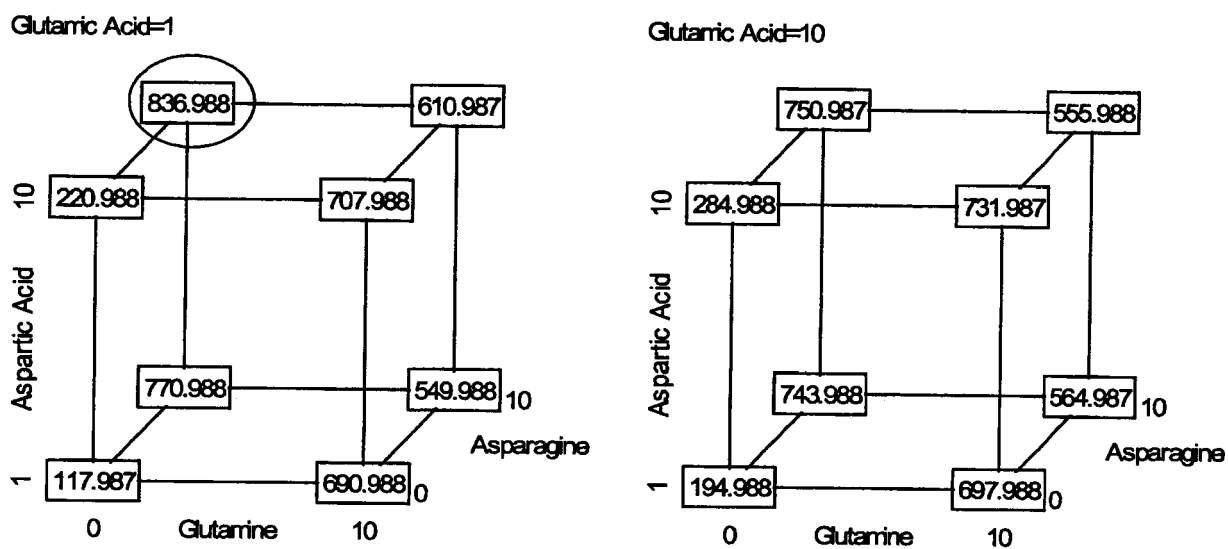 Glutamic Acid=1
836.988 610.987
220.988 707.988
10
Aspartic Acid
770.988 549.988
10
Asparagine
117.987 690.988
0
1
0 Glutamine 10
Glutamic Acid=10
750.987 555.988
284.988 731.987
10
Aspartic Acid
743.988 564.987
10
Asparagine
194.988 697.988
0
1
0 Glutamine 10